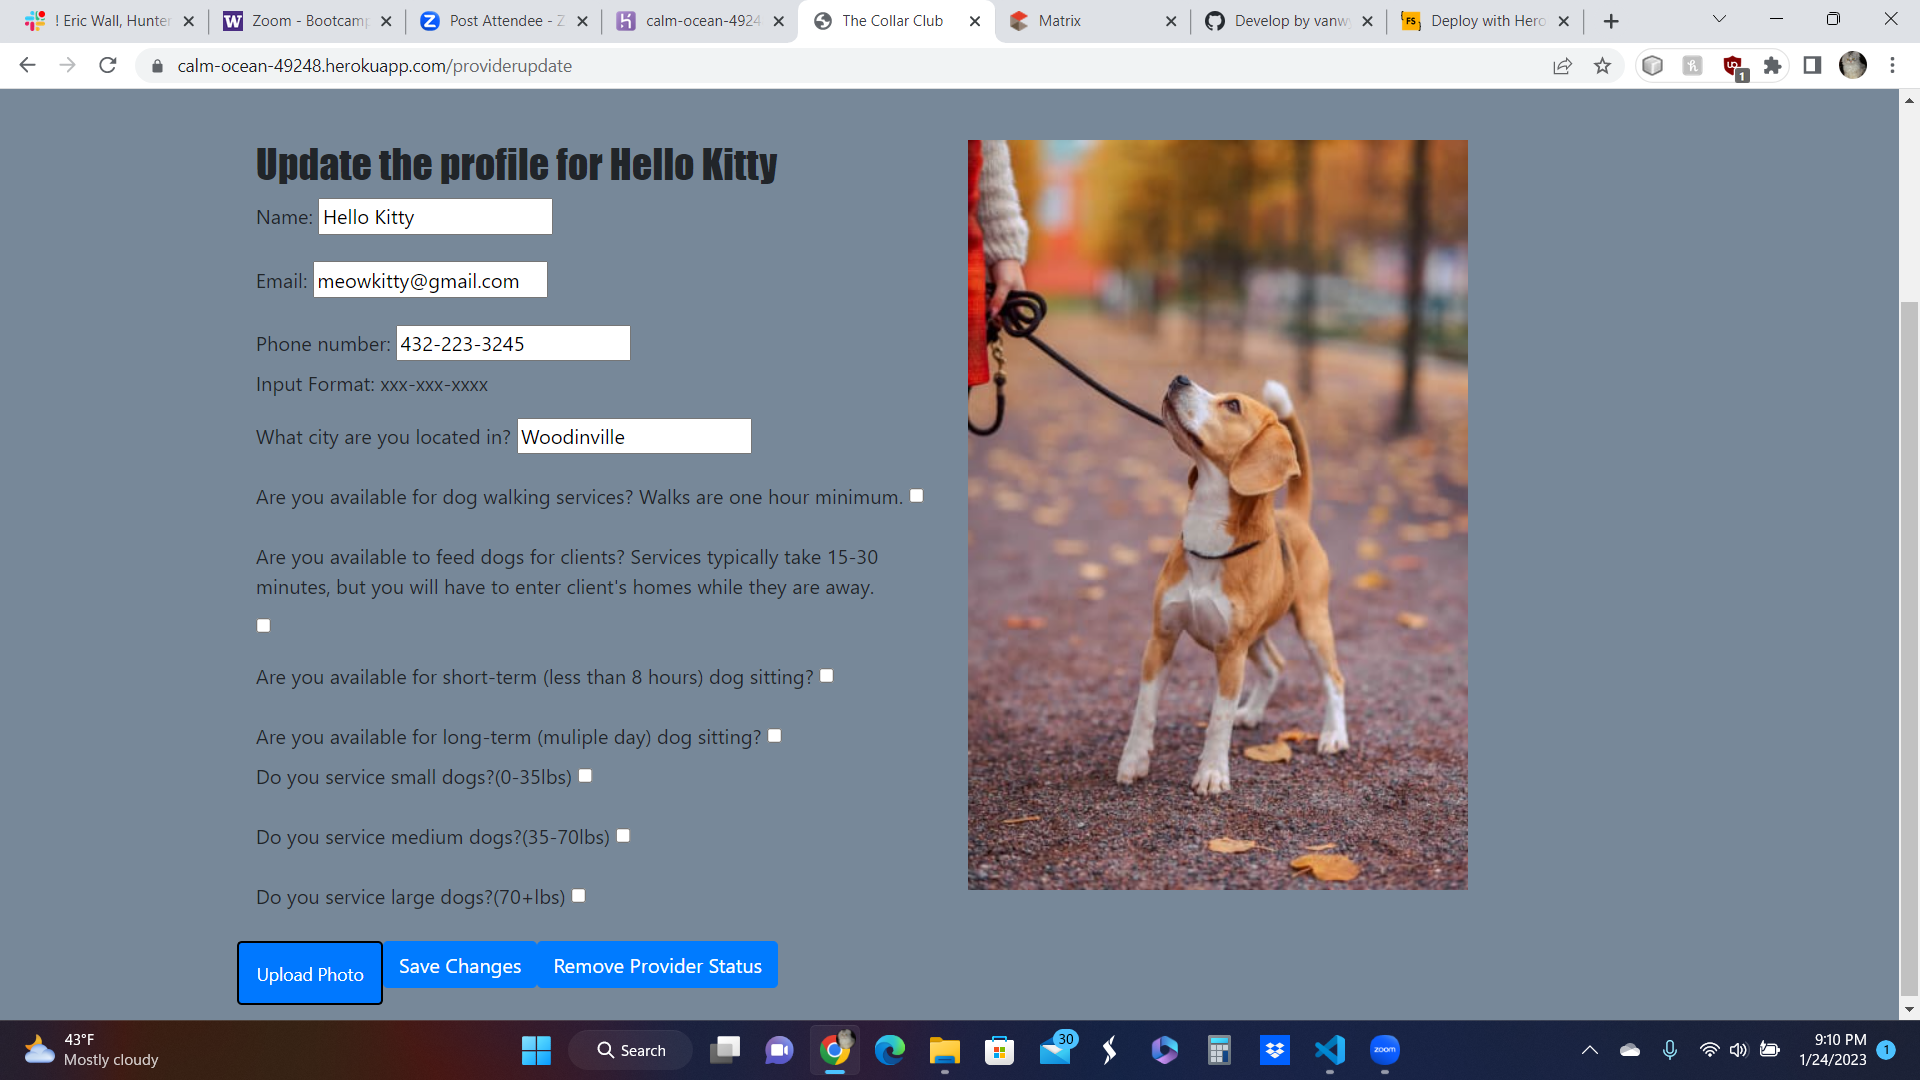 ! Eric Wall, Hunter
Zoom - Bootcamp
Post Attendee - Z
calm-ocean-4924
The Collar Club
Matrix
Develop by vanwy
Deploy with Hero
calm-ocean-49248.herokuapp.com/providerupdate
1
Update the profile for Hello Kitty
Name: Hello Kitty
Email: meowkitty@gmail.com
Phone number: 432-223-3245
Input Format: xxx-xxx-xxxx
What city are you located in? Woodinville
Are you available for dog walking services? Walks are one hour minimum.
Are you available to feed dogs for clients? Services typically take 15-30
minutes, but you will have to enter client's homes while they are away.
Are you available for short-term (less than 8 hours) dog sitting?
Are you available for long-term (muliple day) dog sitting?
Do you service small dogs?(0-35lbs)
Do you service medium dogs?(35-70lbs)
Do you service large dogs?(70+lbs)
Upload Photo
Save Changes
Remove Provider Status
43°F
Mostly cloudy
Search
30
zoom
9:10 PM
1/24/2023
1